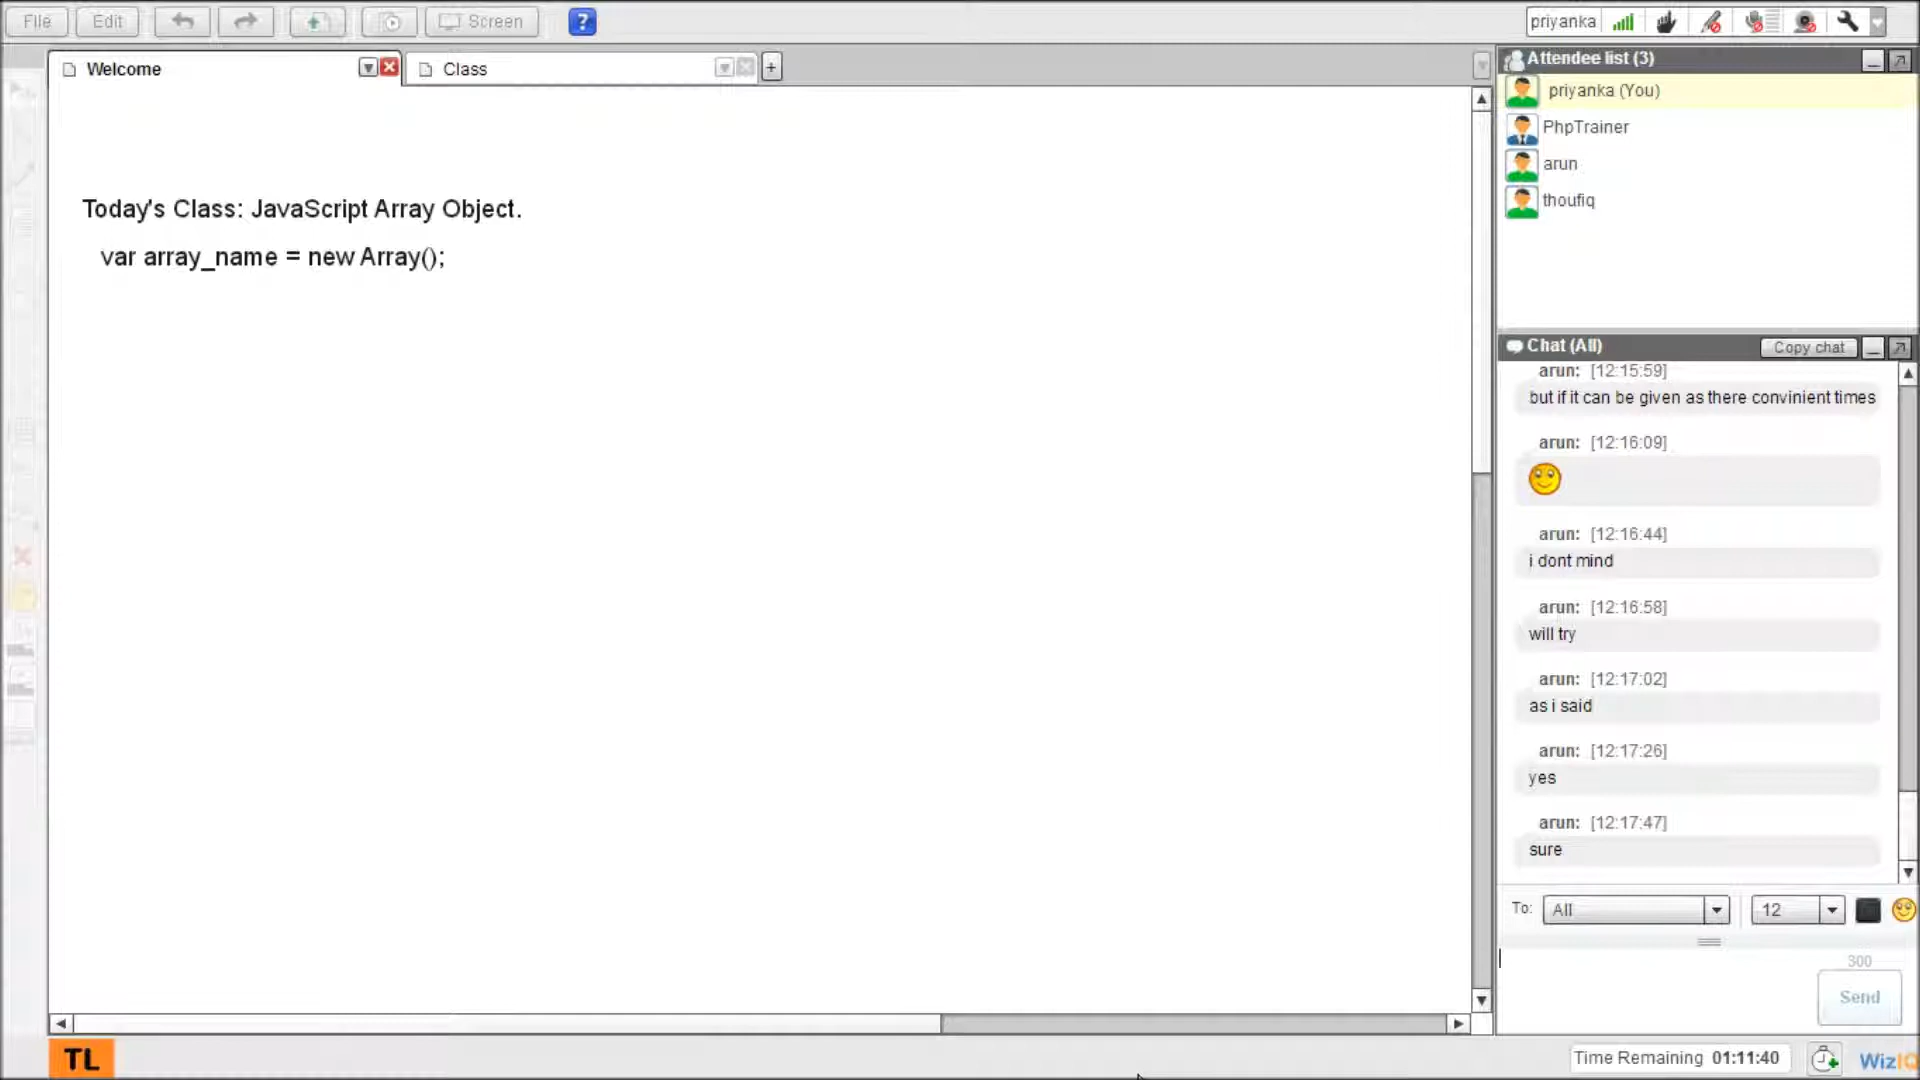 File Edit Screen ? priyanka
Welcome Class +
Attendee list (3)
priyanka (You)
PhpTrainer
arun
thoufiq
Today's Class: JavaScript Array Object.
var array_name = new Array();
Chat (All) Copy chat
arun: [12:15:59]
but if it can be given as there convinient times
arun: [12:16:09]
arun: [12:16:44]
i dont mind
arun: [12:16:58]
will try
arun: [12:17:02]
as i said
arun: [12:17:26]
yes
arun: [12:17:47]
sure
To: All 12
300
Send
TL
Time Remaining 01:11:40
WizIQ